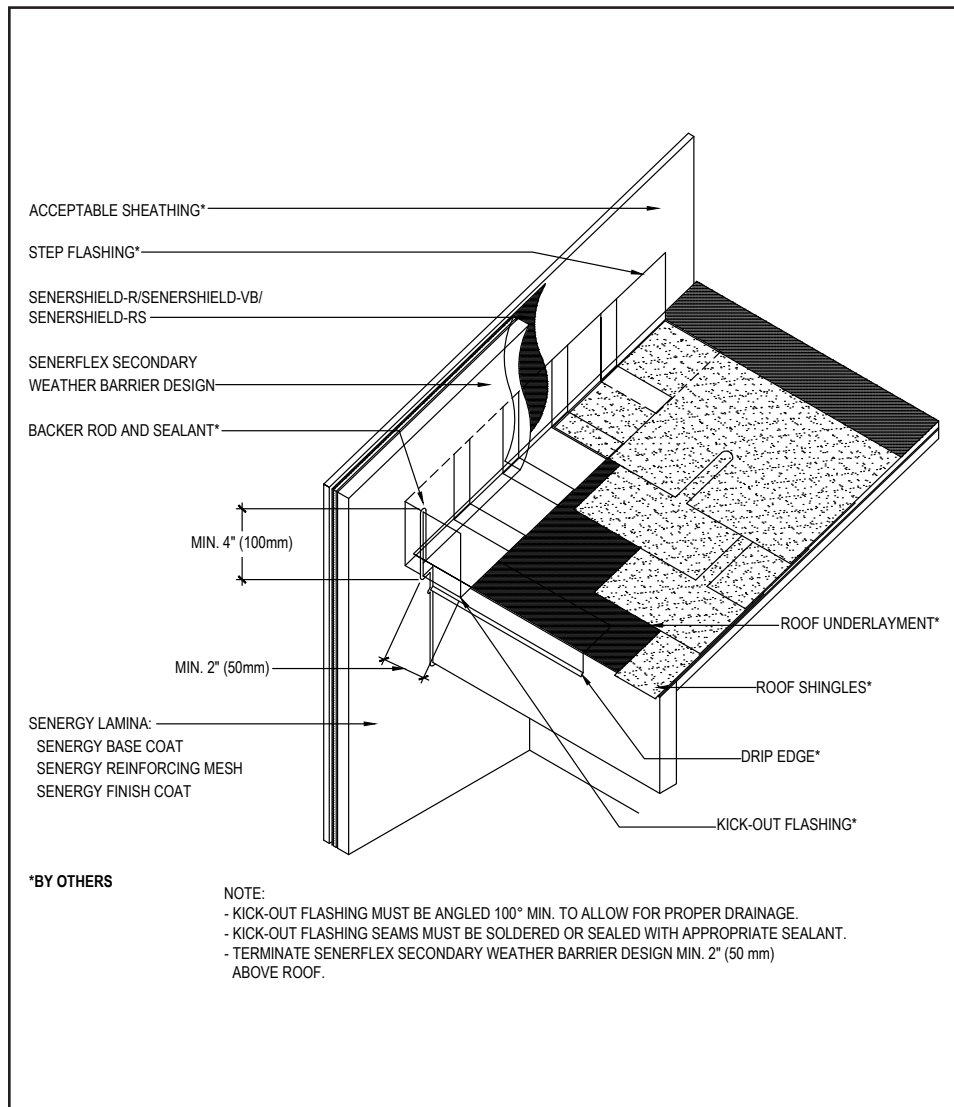 ACCEPTABLE SHEATHING*
STEP FLASHING*
SENERSHIELD-R/SENERSHIELD-VB/
SENERSHIELD-RS
SENERFLEX SECONDARY
WEATHER BARRIER DESIGN
BACKER ROD AND SEALANT*
MIN. 4" (100mm)
MIN. 2" (50mm)
SENERGY LAMINA:
SENERGY BASE COAT
SENERGY REINFORCING MESH
SENERGY FINISH COAT
ROOF UNDERLAYMENT*
ROOF SHINGLES*
DRIP EDGE*
KICK-OUT FLASHING*
*BY OTHERS
NOTE:
- KICK-OUT FLASHING MUST BE ANGLED 100° MIN. TO ALLOW FOR PROPER DRAINAGE.
- KICK-OUT FLASHING SEAMS MUST BE SOLDERED OR SEALED WITH APPROPRIATE SEALANT.
- TERMINATE SENERFLEX SECONDARY WEATHER BARRIER DESIGN MIN. 2" (50 mm)
ABOVE ROOF.